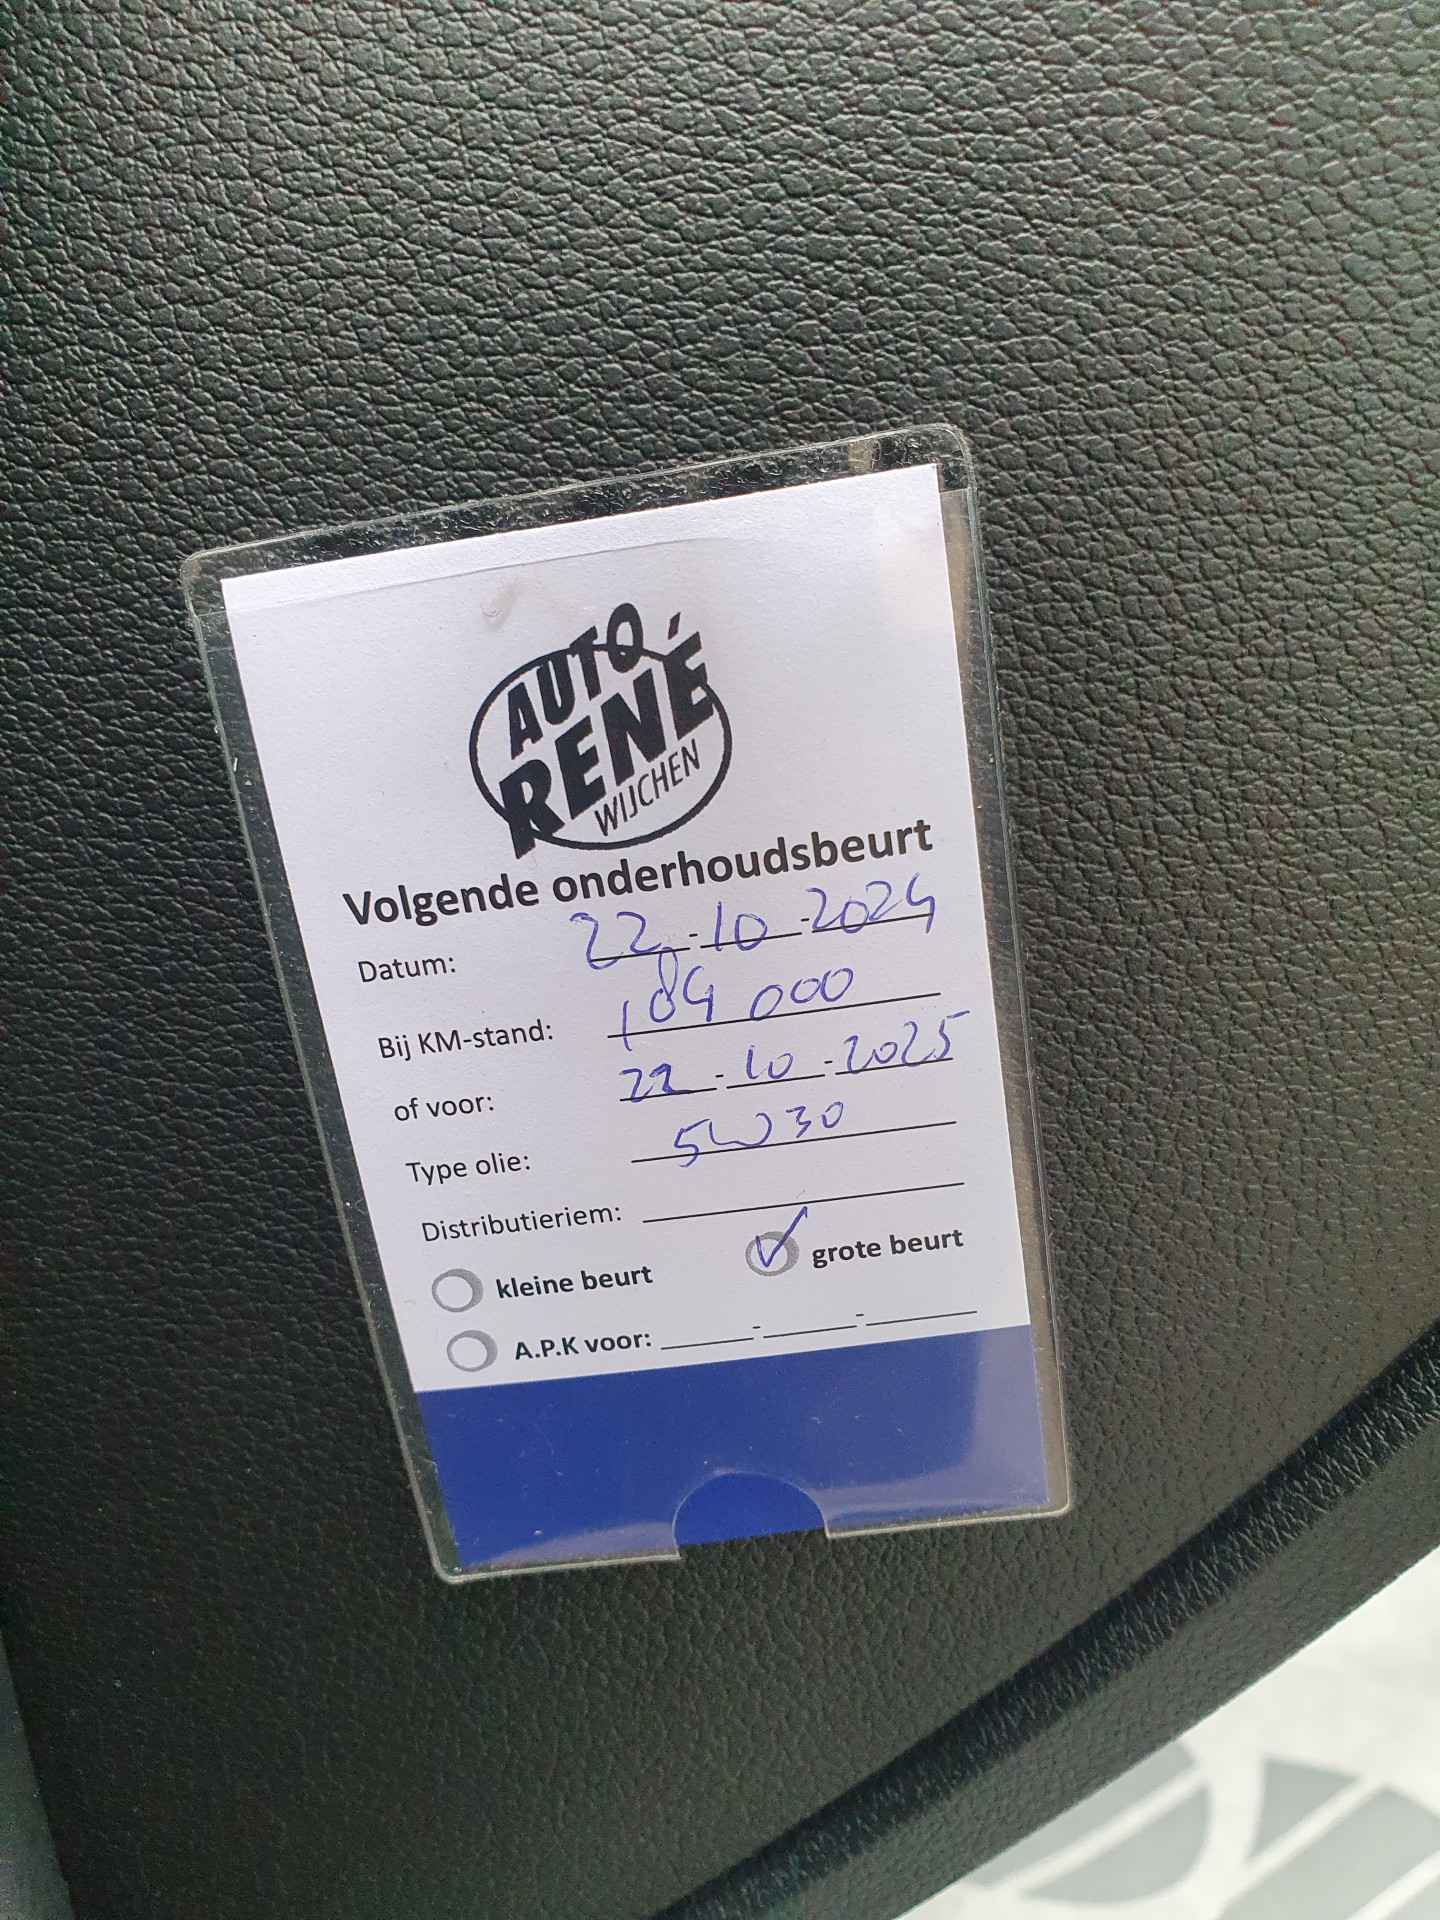 AUTO
RENÉ
WIJCHEN
Volgende onderhoudsbeurt
Datum: 22-10-2024
Bij KM-stand: 184 000
of voor: 22-10-2025
Type olie: 5W30
Distributieriem:
kleine beurt grote beurt
A.P.K voor: - -